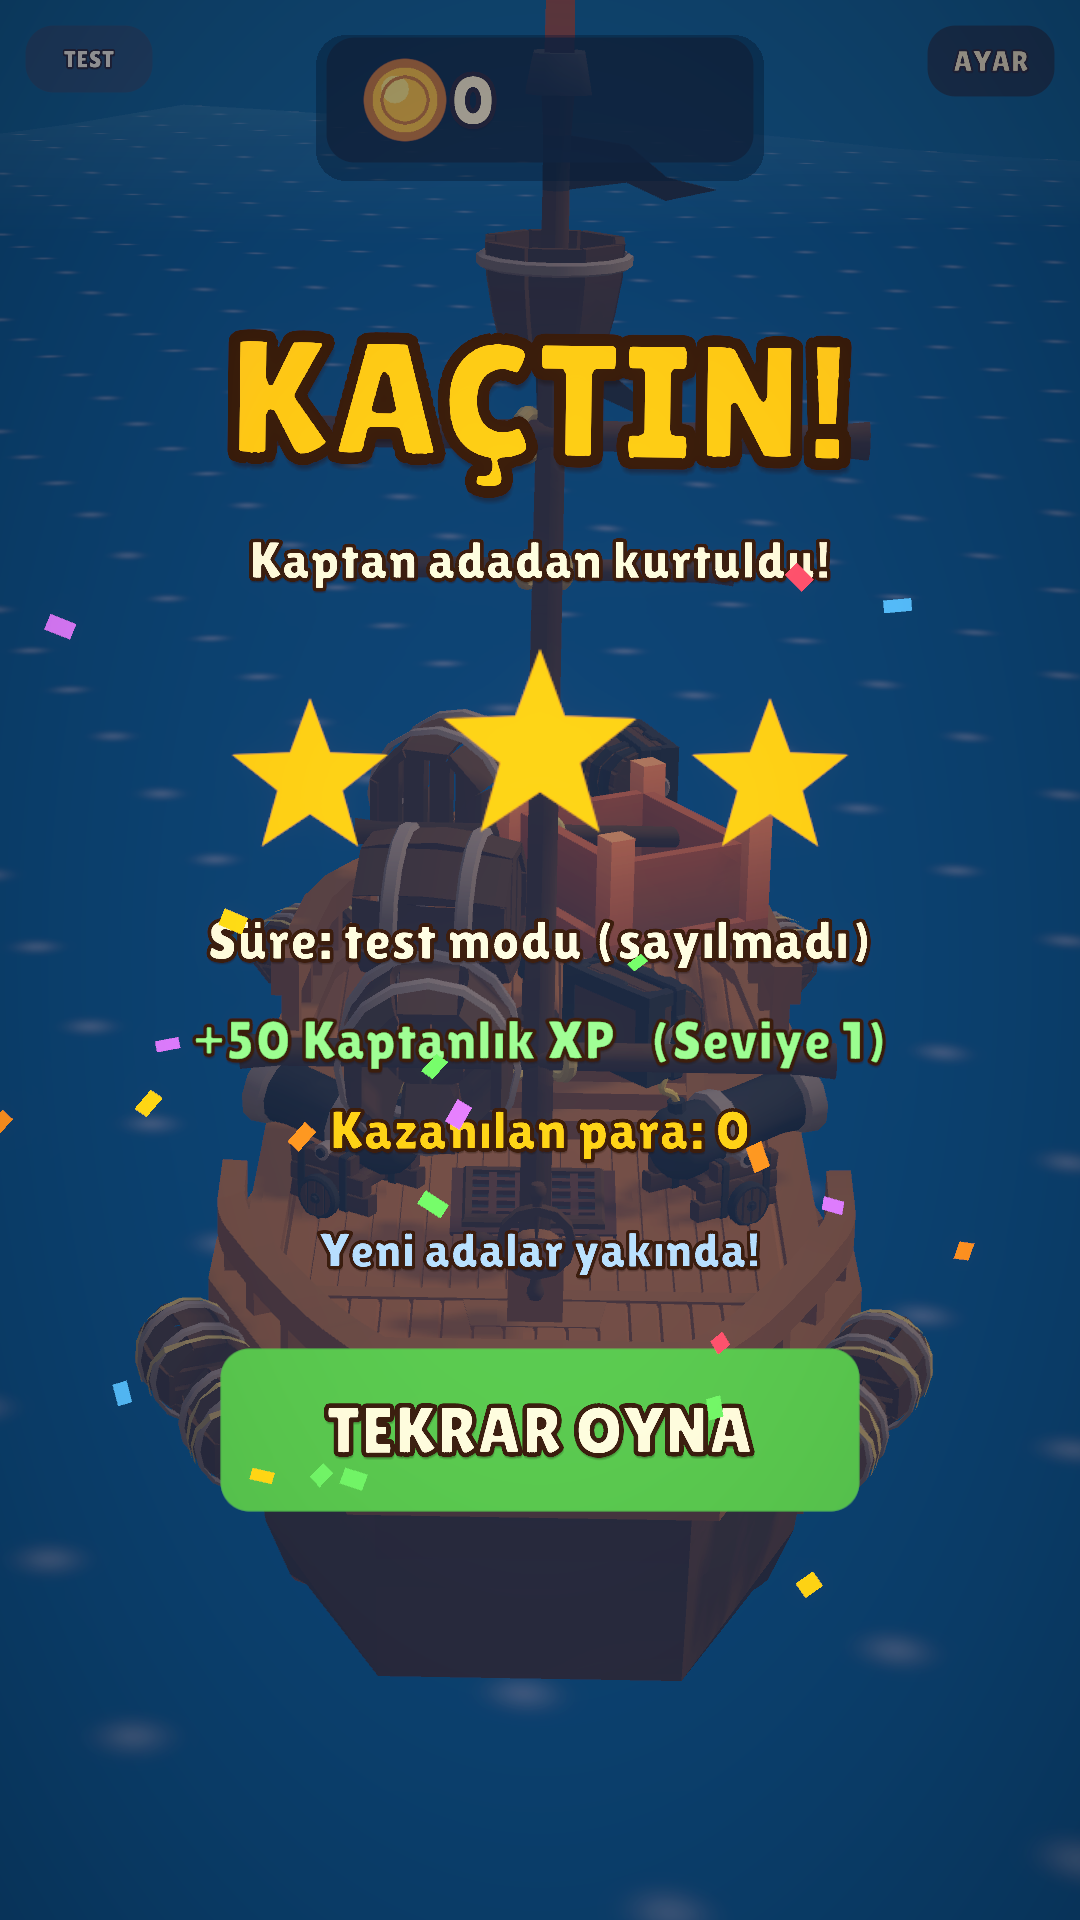 TEST
0
AYAR
KAÇTIN!
Kaptan adadan kurtuldu!
Süre: test modu (sayılmadı)
+50 Kaptanlık XP (Seviye 1)
Kazanılan para: 0
Yeni adalar yakında!
TEKRAR OYNA